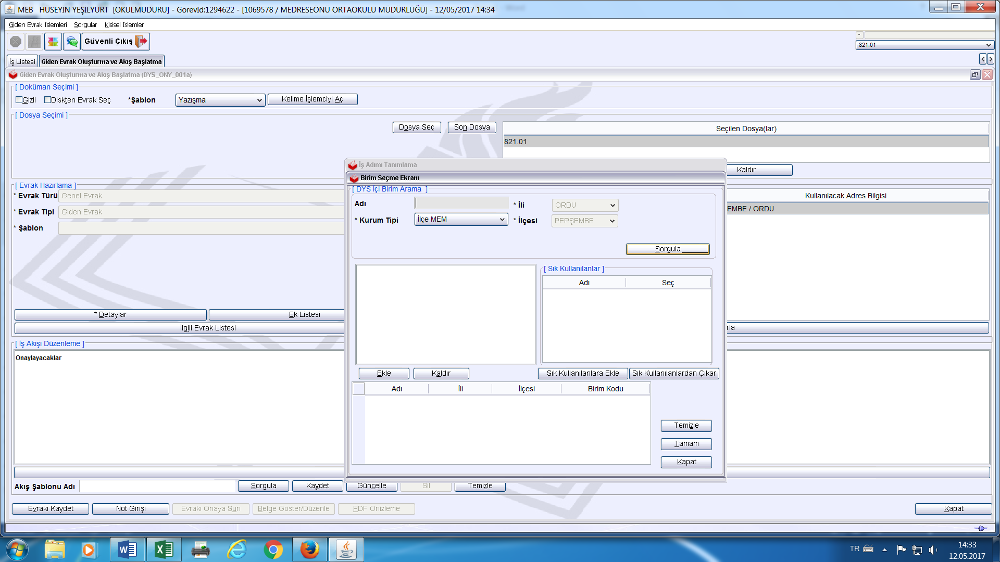 MEB   HÜSEYİN YEŞİLYURT  [OKULMUDURU] - GorevId:1294622 - [1069578 / MEDRESEÖNÜ ORTAOKULU MÜDÜRLÜĞÜ] - 12/05/2017 14:34
Giden Evrak Islemleri   Sorgular   Kisisel Islemler
Güvenli Çıkış
821.01
İş Listesi   Giden Evrak Oluşturma ve Akış Başlatma
Giden Evrak Oluşturma ve Akış Başlatma (DYS_ONY_001a)
[ Doküman Seçimi ]
Gizli   Diskten Evrak Seç   *Şablon   Yazışma   Kelime İşlemciyi Aç
[ Dosya Seçimi ]
Dosya Seç   Son Dosya   Seçilen Dosya(lar)
821.01
Kaldır
[ Evrak Hazırlama ]
* Evrak Türü   Genel Evrak
* Evrak Tipi   Giden Evrak
* Şablon
Kullanılacak Adres Bilgisi
EMBE / ORDU
* Detaylar   Ek Listesi
İlgili Evrak Listesi   rla
İş Adımı Tanımlama
Birim Seçme Ekranı
[ DYS Içi Birim Arama  ]
Adı   * İli   ORDU
* Kurum Tipi   İlçe MEM   * İlçesi   PERŞEMBE
Sorgula
[ Sık Kullanılanlar ]
Adı   Seç
Ekle   Kaldır   Sık Kullanılanlara Ekle   Sık Kullanılanlardan Çıkar
Adı   İli   İlçesi   Birim Kodu
Temizle
Tamam
Kapat
[ İş Akışı Düzenleme ]
Onaylayacaklar
Akış Şablonu Adı   Sorgula   Kaydet   Güncelle   Sil   Temizle
Evrakı Kaydet   Not Girişi   Evrakı Onaya Sun   Belge Göster/Düzenle   PDF Önizleme   Kapat
TR   14:33
12.05.2017